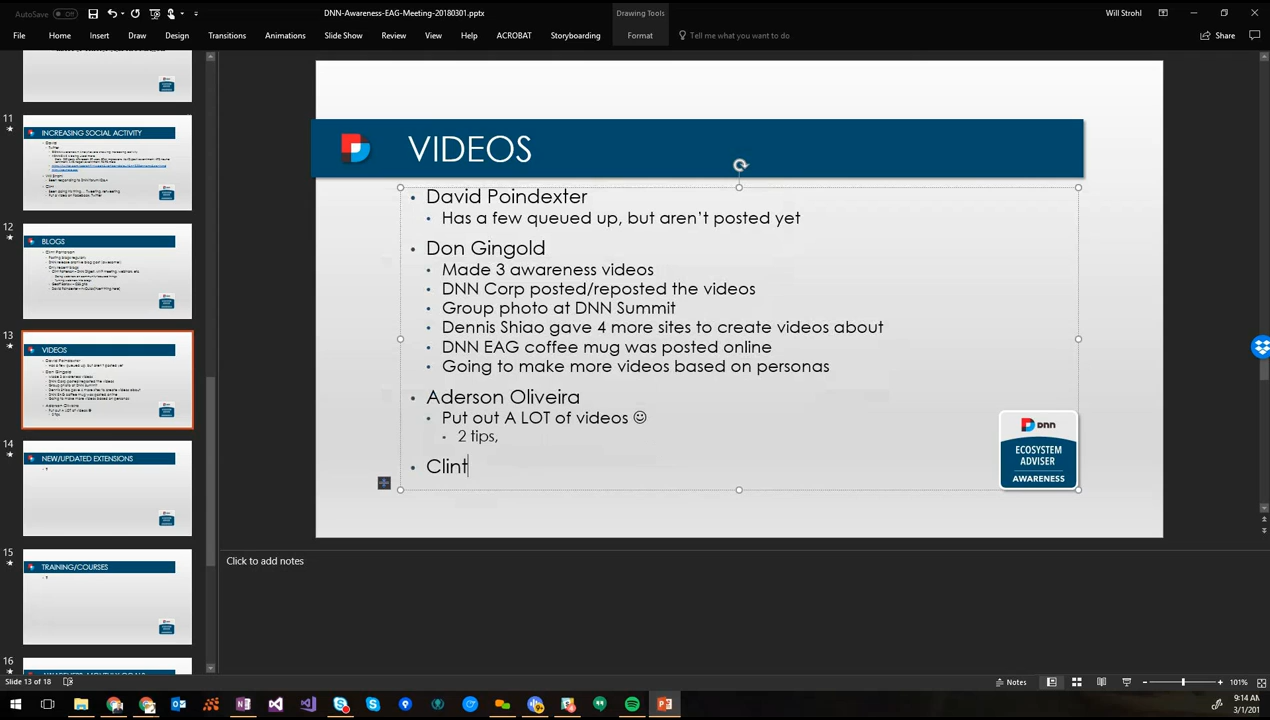 AutoSave
Off
DNN-Awareness-EAG-Meeting-20180301.pptx
Drawing Tools
Will Strohl
File
Home
Insert
Draw
Design
Transitions
Animations
Slide Show
Review
View
Help
ACROBAT
Storyboarding
Format
Tell me what you want to do
Share
11
INCREASING SOCIAL ACTIVITY
12
BLOGS
13
VIDEOS
14
NEW/UPDATED EXTENSIONS
15
TRAINING/COURSES
16
VIDEOS
• David Poindexter
• Has a few queued up, but aren't posted yet
• Don Gingold
• Made 3 awareness videos
• DNN Corp posted/reposted the videos
• Group photo at DNN Summit
• Dennis Shiao gave 4 more sites to create videos about
• DNN EAG coffee mug was posted online
• Going to make more videos based on personas
• Aderson Oliveira
• Put out A LOT of videos ☺
• 2 tips,
• Clint
Dnn
ECOSYSTEM
ADVISER
AWARENESS
Click to add notes
Slide 13 of 18
Notes
101%
9:14 AM
3/1/201